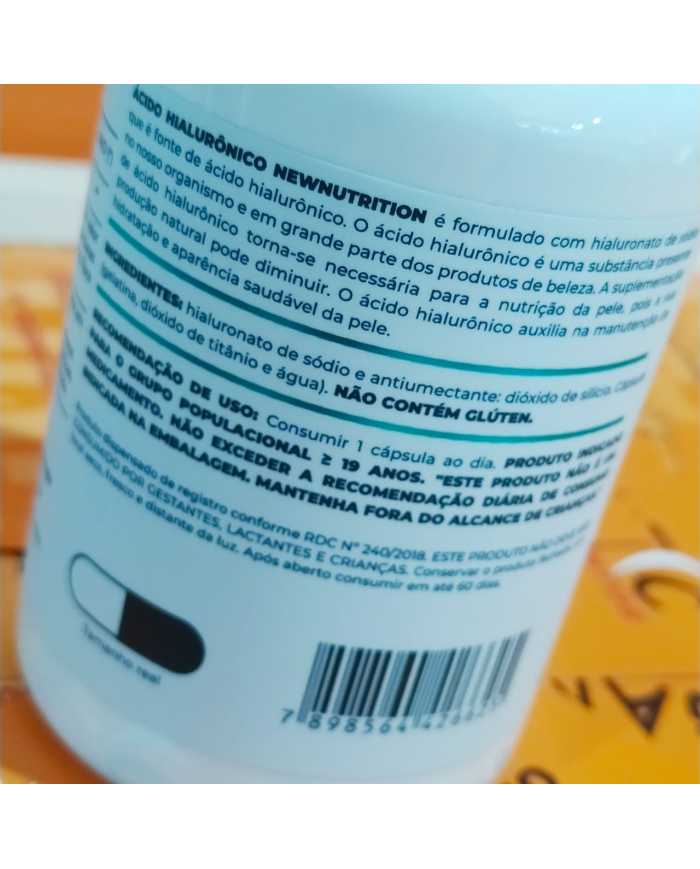 ÁCIDO HIALURÔNICO NEWNUTRITION é formulado com hialuronato de
que é fonte de ácido hialurônico. O ácido hialurônico é uma substância presente
no nosso organismo e em grande parte dos produtos de beleza. A suplementação
de ácido hialurônico torna-se necessária para a nutrição da pele, pois a sua
produção natural pode diminuir. O ácido hialurônico auxilia na manutenção da
hidratação e aparência saudável da pele.
INGREDIENTES: hialuronato de sódio e antiumectante: dióxido de silício. Cápsula
(gelatina, dióxido de titânio e água). NÃO CONTÉM GLÚTEN.
RECOMENDAÇÃO DE USO: Consumir 1 cápsula ao dia. PRODUTO INDICADO
PARA O GRUPO POPULACIONAL ≥ 19 ANOS. "ESTE PRODUTO NÃO É UM
MEDICAMENTO. NÃO EXCEDER A RECOMENDAÇÃO DIÁRIA DE CONSUMO
INDICADA NA EMBALAGEM. MANTENHA FORA DO ALCANCE DE CRIANÇAS".
Produto dispensado de registro conforme RDC Nº 240/2018. ESTE PRODUTO NÃO DEVE SER
CONSUMIDO POR GESTANTES, LACTANTES E CRIANÇAS. Conservar o produto fechado, em
local seco, fresco e distante da luz. Após aberto consumir em até 60 dias.
Tamanho real
7 898564